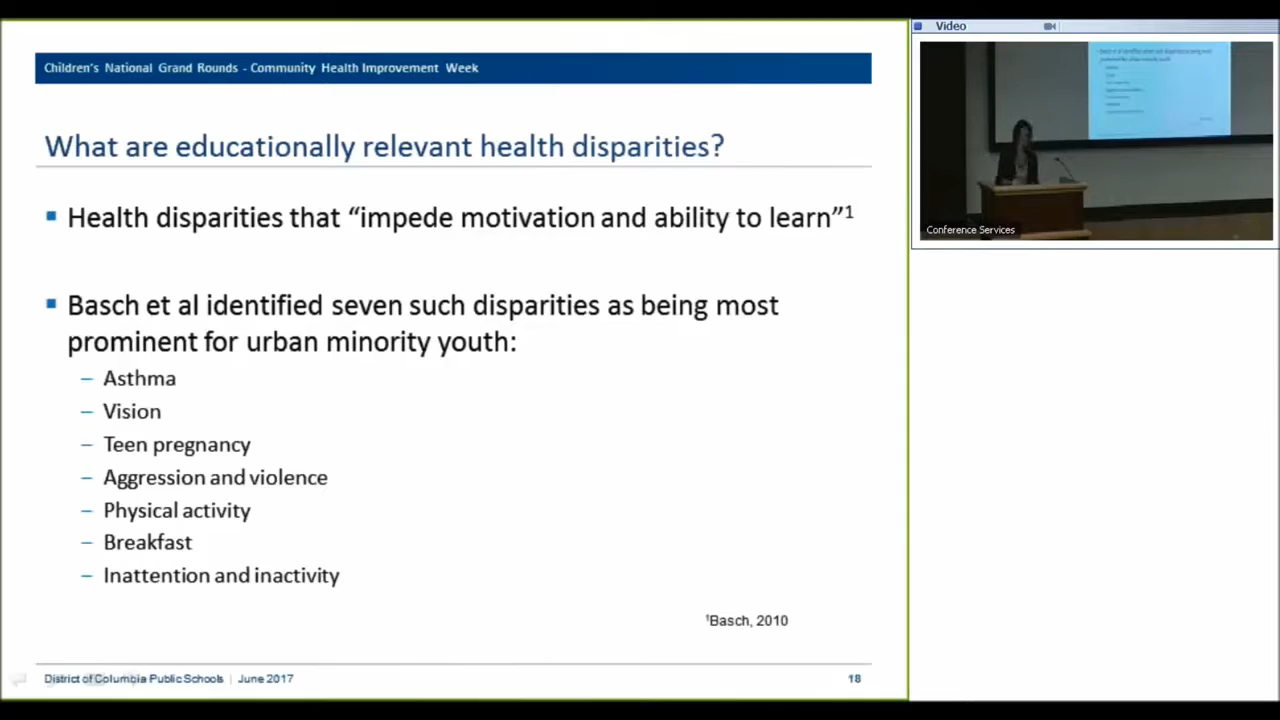 Children's National Grand Rounds - Community Health Improvement Week
What are educationally relevant health disparities?
Health disparities that “impede motivation and ability to learn”1
Basch et al identified seven such disparities as being most
prominent for urban minority youth:
– Asthma
– Vision
– Teen pregnancy
– Aggression and violence
– Physical activity
– Breakfast
– Inattention and inactivity
1Basch, 2010
District of Columbia Public Schools | June 2017
18
Video
Conference Services